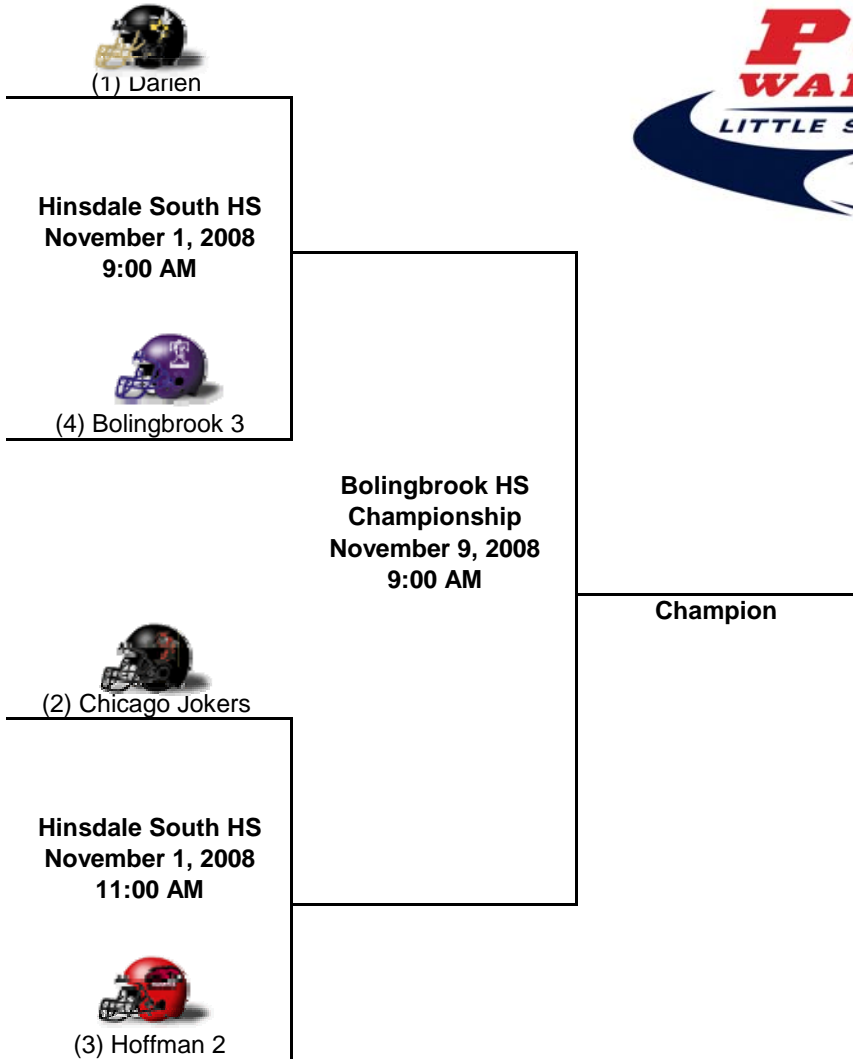 (1) Darien
WA
LITTLE S
Hinsdale South HS
November 1, 2008
9:00 AM
(4) Bolingbrook 3
Bolingbrook HS
Championship
November 9, 2008
9:00 AM
Champion
(2) Chicago Jokers
Hinsdale South HS
November 1, 2008
11:00 AM
(3) Hoffman 2